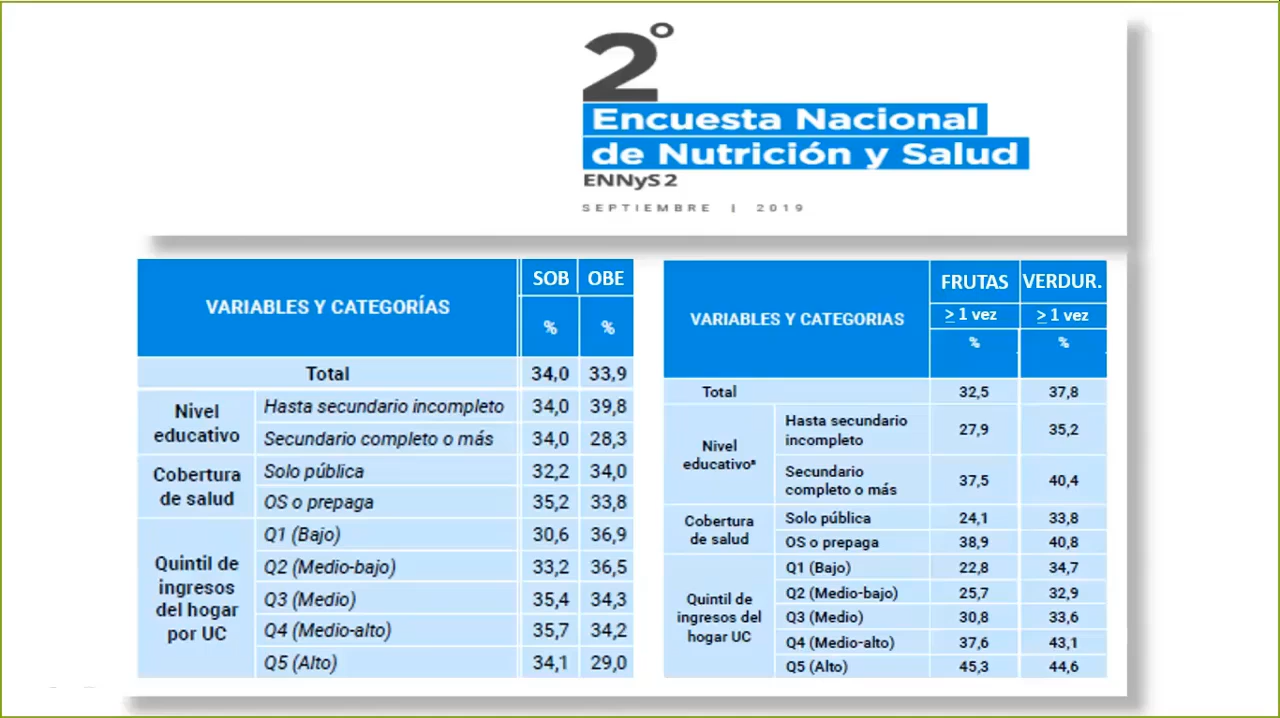 2°
Encuesta Nacional
de Nutrición y Salud
ENNyS 2
SEPTIEMBRE | 2019
VARIABLES Y CATEGORÍAS SOB OBE
% %
Total 34,0 33,9
Nivel educativo Hasta secundario incompleto 34,0 39,8
Secundario completo o más 34,0 28,3
Cobertura de salud Solo pública 32,2 34,0
OS o prepaga 35,2 33,8
Quintil de ingresos del hogar por UC Q1 (Bajo) 30,6 36,9
Q2 (Medio-bajo) 33,2 36,5
Q3 (Medio) 35,4 34,3
Q4 (Medio-alto) 35,7 34,2
Q5 (Alto) 34,1 29,0
VARIABLES Y CATEGORIAS FRUTAS VERDUR.
≥ 1 vez ≥ 1 vez
% %
Total 32,5 37,8
Nivel educativoª Hasta secundario incompleto 27,9 35,2
Secundario completo o más 37,5 40,4
Cobertura de salud Solo pública 24,1 33,8
OS o prepaga 38,9 40,8
Quintil de ingresos del hogar UC Q1 (Bajo) 22,8 34,7
Q2 (Medio-bajo) 25,7 32,9
Q3 (Medio) 30,8 33,6
Q4 (Medio-alto) 37,6 43,1
Q5 (Alto) 45,3 44,6